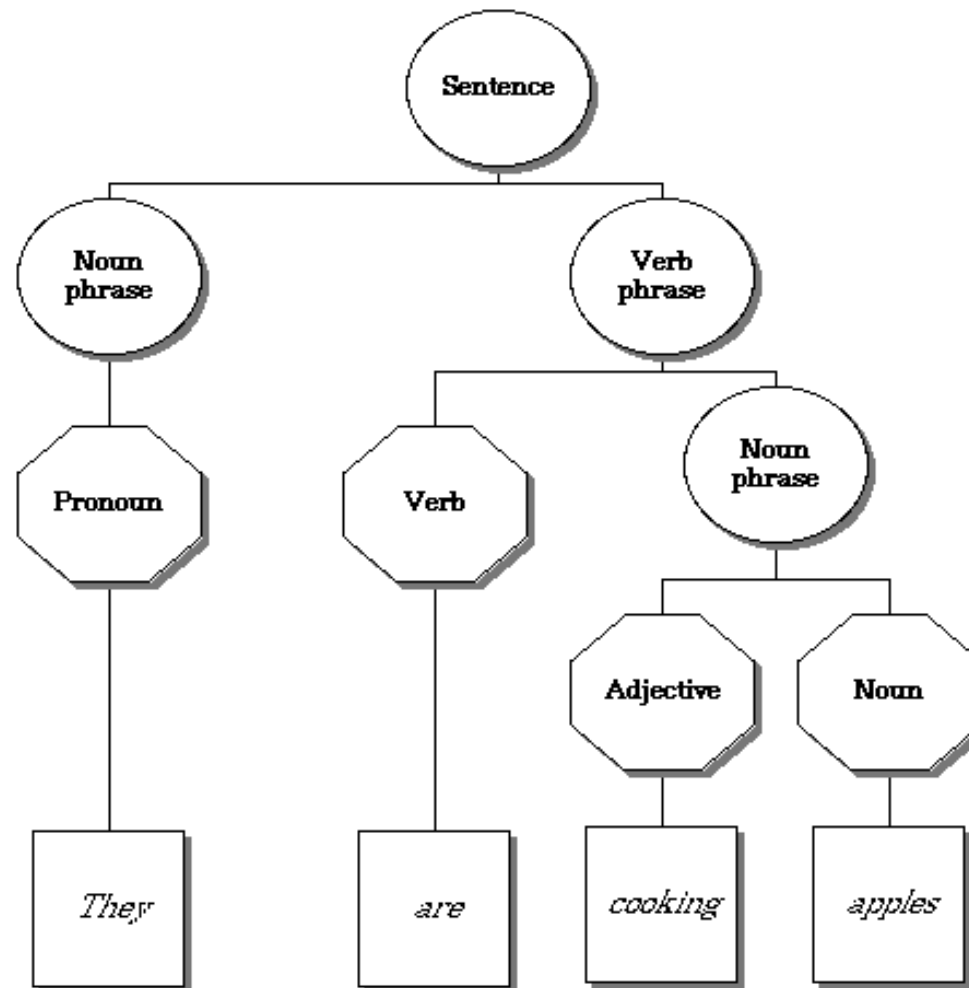 Sentence
Noun
phrase
Verb
phrase
Pronoun
Verb
Noun
phrase
Adjective
Noun
They
are
cooking
apples